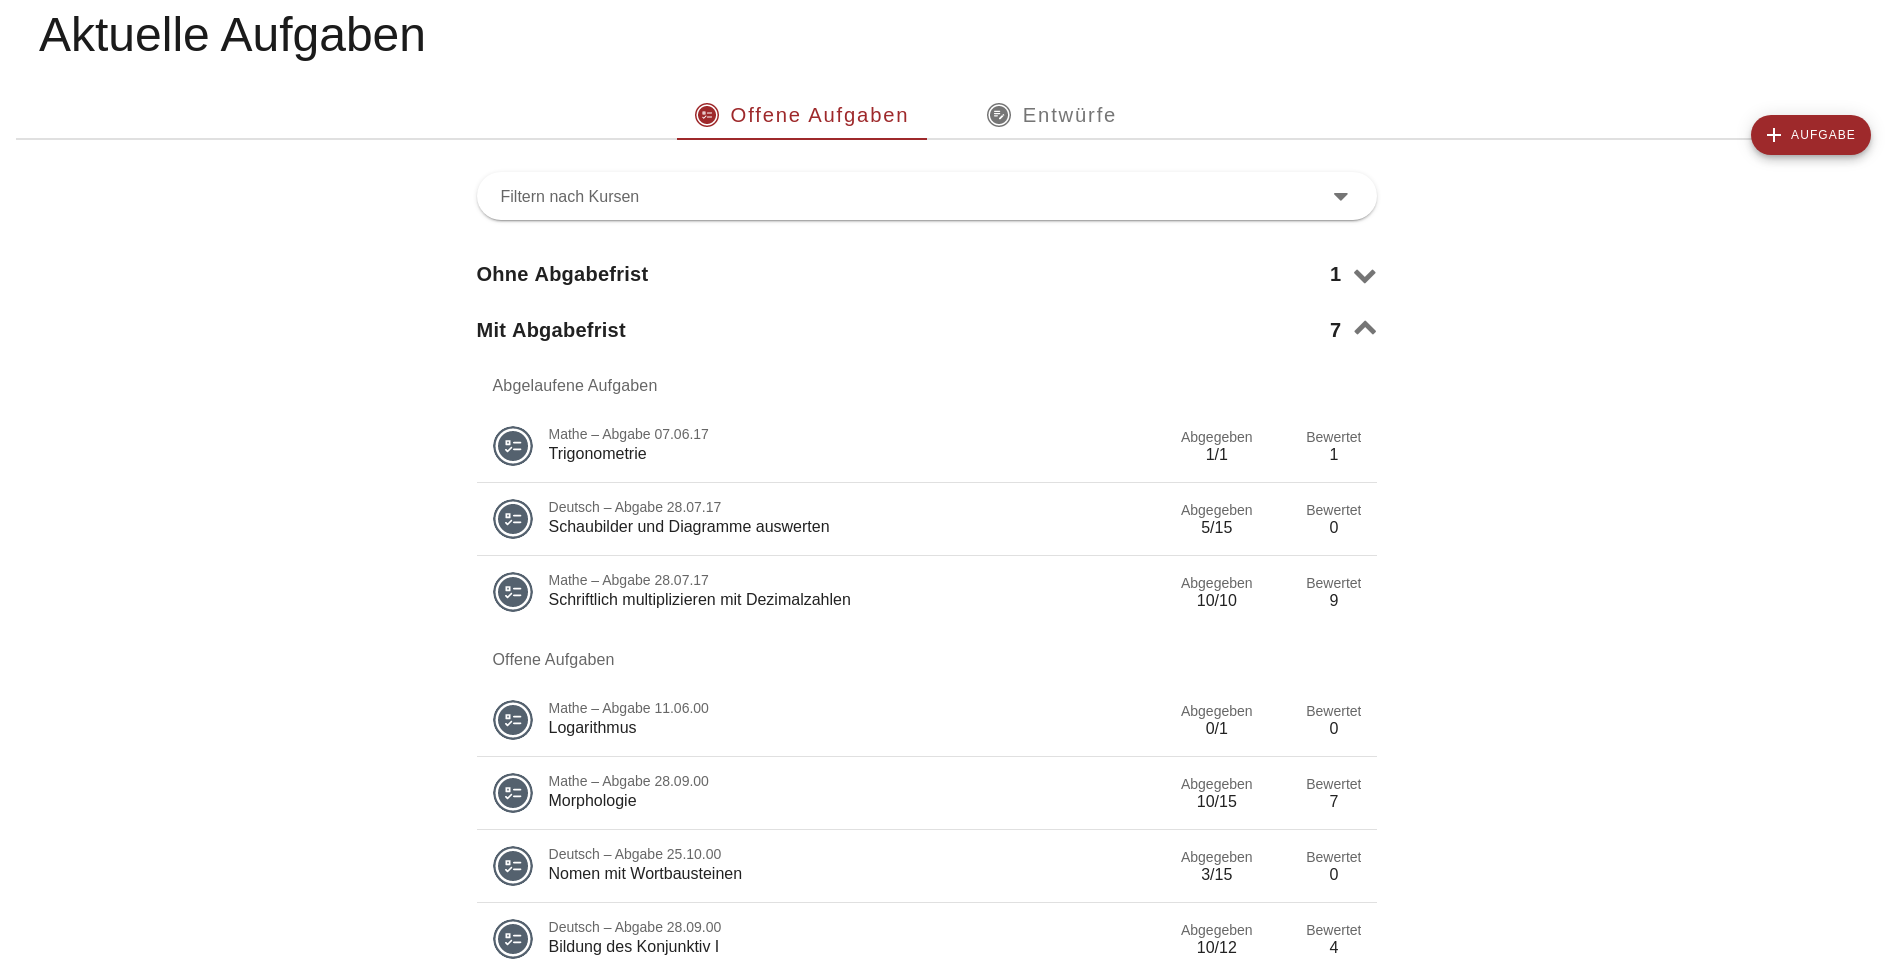 Aktuelle Aufgaben
Offene Aufgaben
Entwürfe
AUFGABE
Filtern nach Kursen
Ohne Abgabefrist 1
Mit Abgabefrist 7
Abgelaufene Aufgaben
Mathe – Abgabe 07.06.17 Abgegeben Bewertet
Trigonometrie 1/1 1
Deutsch – Abgabe 28.07.17 Abgegeben Bewertet
Schaubilder und Diagramme auswerten 5/15 0
Mathe – Abgabe 28.07.17 Abgegeben Bewertet
Schriftlich multiplizieren mit Dezimalzahlen 10/10 9
Offene Aufgaben
Mathe – Abgabe 11.06.00 Abgegeben Bewertet
Logarithmus 0/1 0
Mathe – Abgabe 28.09.00 Abgegeben Bewertet
Morphologie 10/15 7
Deutsch – Abgabe 25.10.00 Abgegeben Bewertet
Nomen mit Wortbausteinen 3/15 0
Deutsch – Abgabe 28.09.00 Abgegeben Bewertet
Bildung des Konjunktiv I 10/12 4